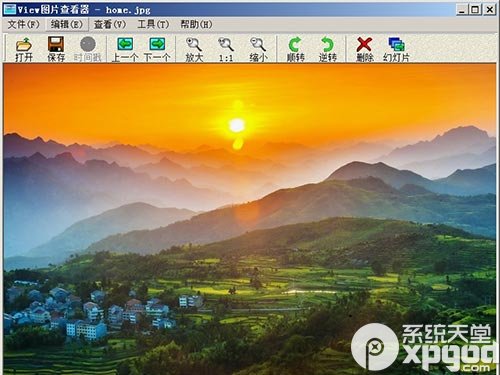 View图片查看器 - home.jpg
文件(F) 编辑(E) 查看(V) 工具(T) 帮助(H)
打开 保存 时间戳 上一个 下一个 放大 1:1 缩小 顺转 逆转 删除 幻灯片
系统天堂
xpgod
.com